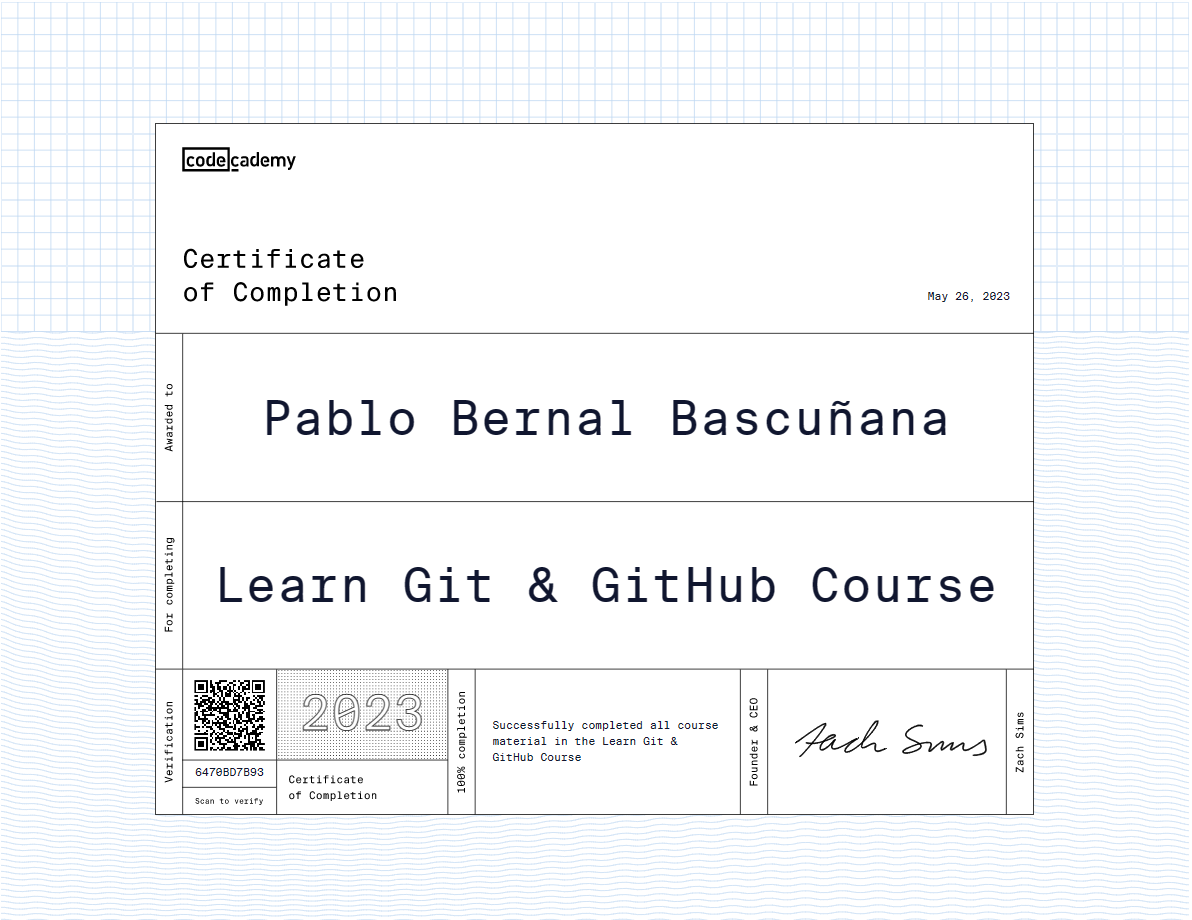 codecademy
Certificate
of Completion
May 26, 2023
Awarded to
Pablo Bernal Bascuñana
For completing
Learn Git & GitHub Course
Verification
6470BD7B93
Scan to verify
2023
Certificate
of Completion
100% completion
Successfully completed all course
material in the Learn Git &
GitHub Course
Founder & CEO
Zach Sims
Zach Sims